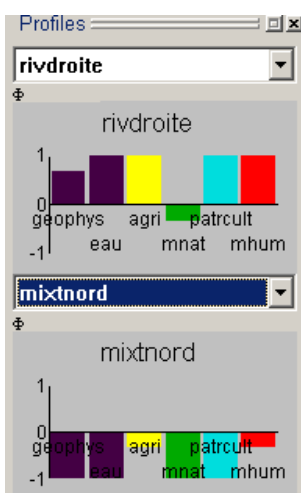 Profiles
rivdroite
Φ
rivdroite
1
0
geophys agri patrcult
eau mnat mhum
-1
mixtnord
Φ
mixtnord
1
0
geophys agri patrcult
eau mnat mhum
-1